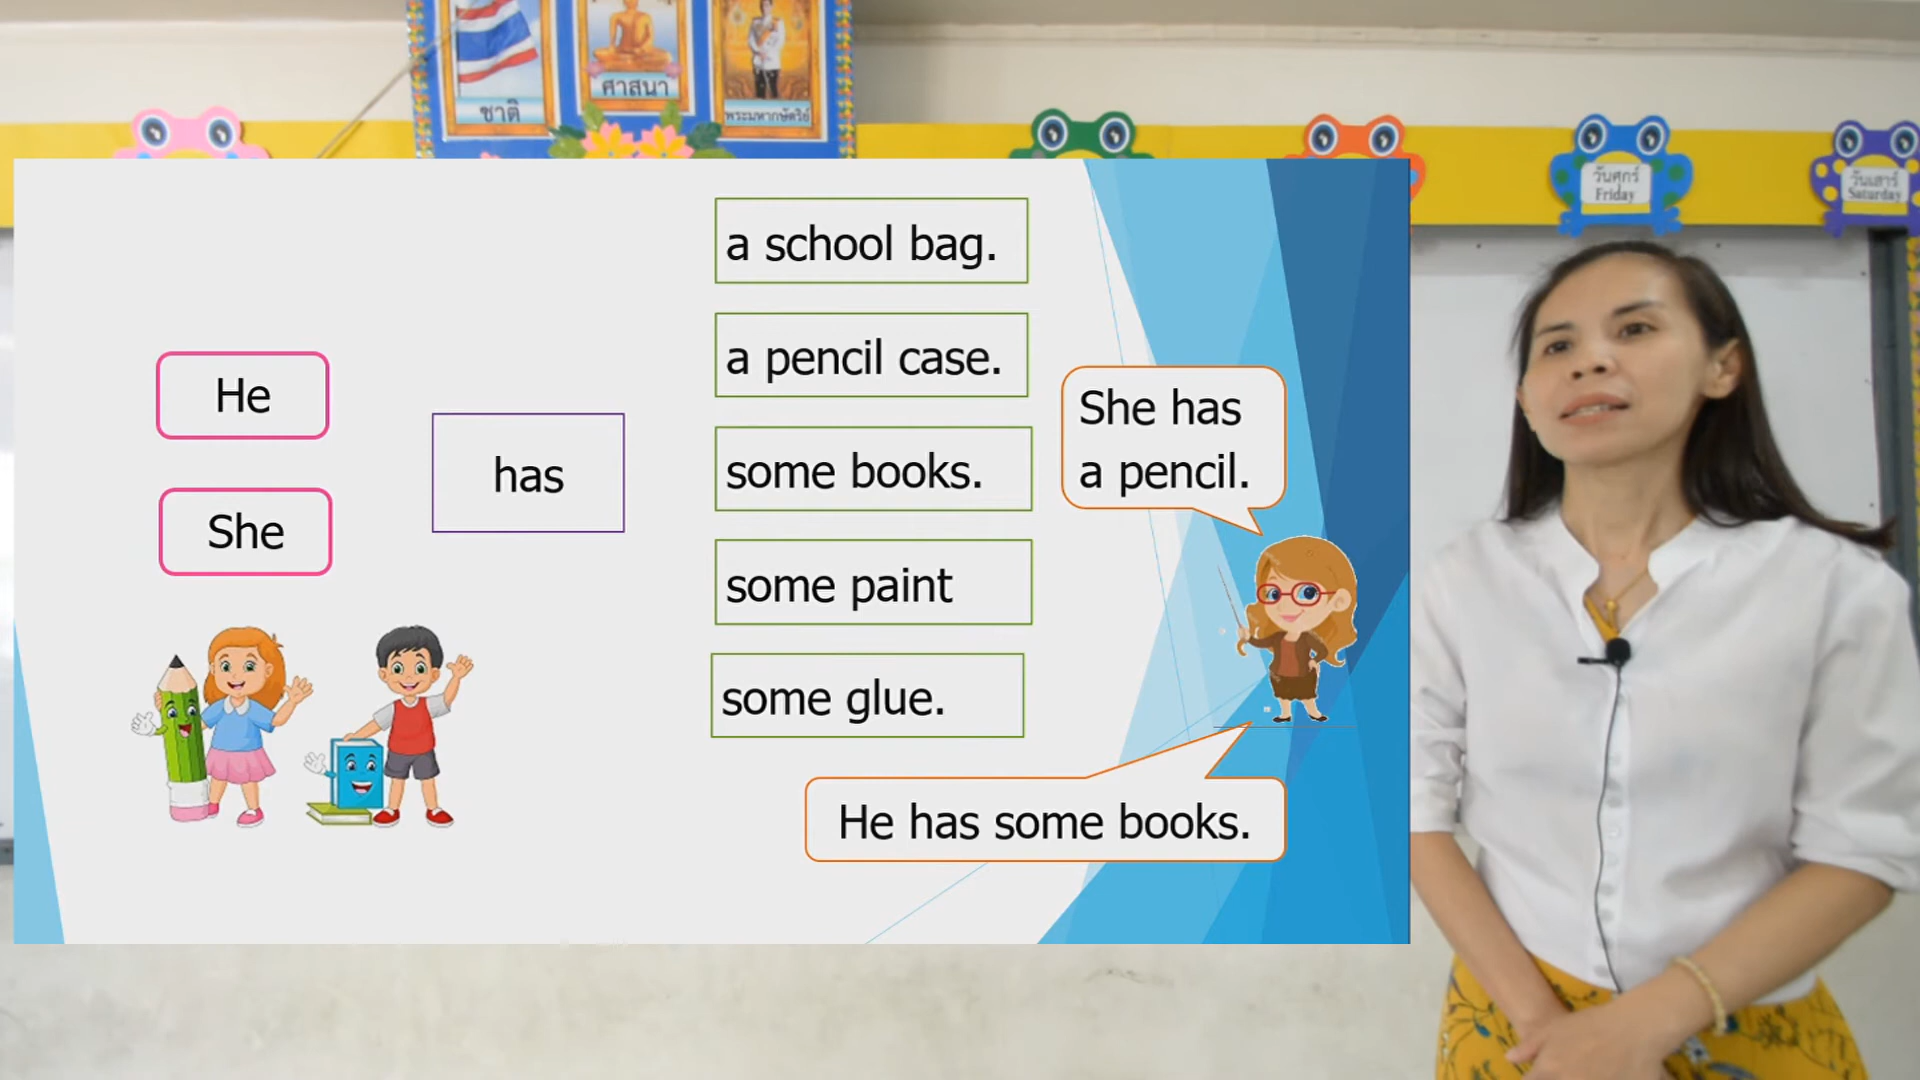 ชาติ
ศาสนา
พระมหากษัตริย์
วันศุกร์
Friday
วันเสาร์
Saturday
a school bag.
a pencil case.
He
She has
a pencil.
has
some books.
She
some paint
some glue.
He has some books.